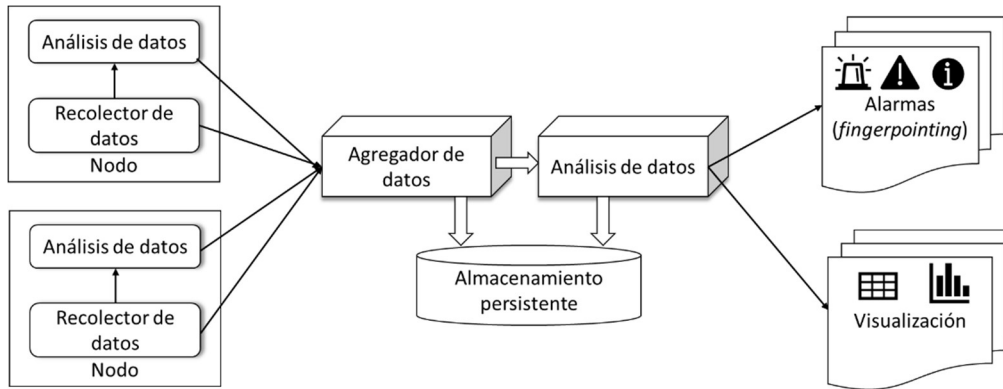 Análisis de datos
Recolector de
datos
Nodo
Análisis de datos
Recolector de
datos
Nodo
Agregador de
datos
Análisis de datos
Almacenamiento
persistente
Alarmas
(fingerpointing)
Visualización